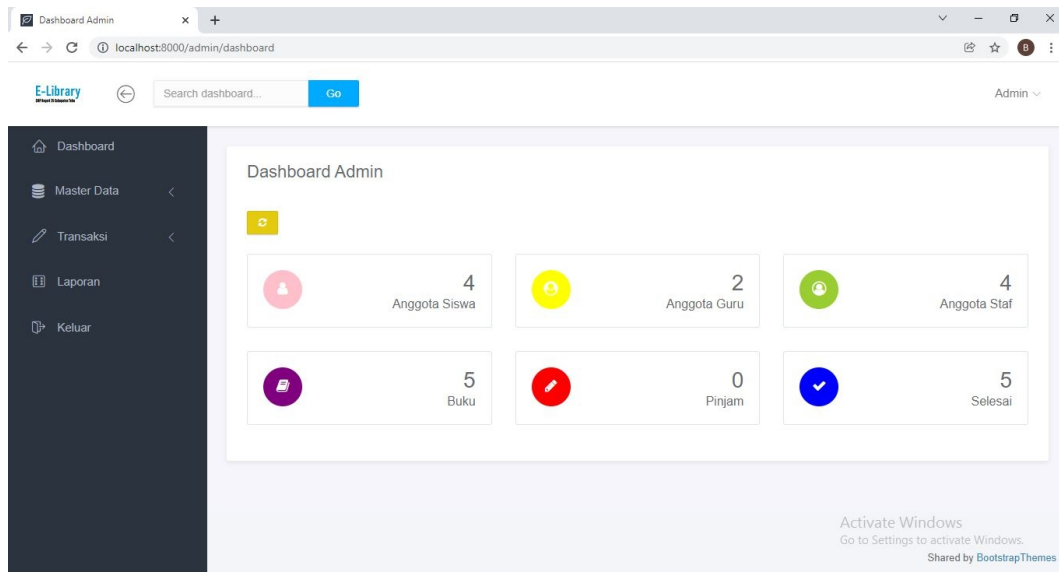 Dashboard Admin
localhost:8000/admin/dashboard
B
E-Library
Search dashboard...
Go
Admin
Dashboard
Master Data
Transaksi
Laporan
Keluar
Dashboard Admin
4
Anggota Siswa
2
Anggota Guru
4
Anggota Staf
5
Buku
0
Pinjam
5
Selesai
Activate Windows
Go to Settings to activate Windows.
Shared by BootstrapThemes